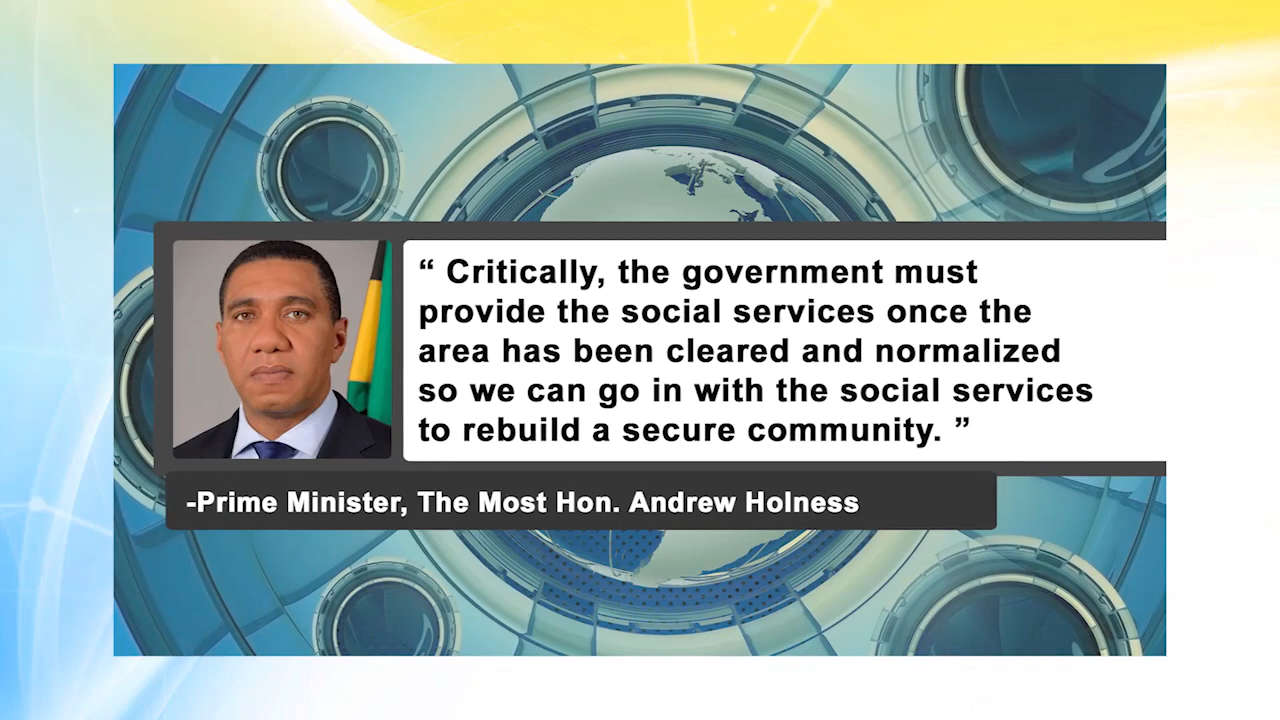 “ Critically, the government must
provide the social services once the
area has been cleared and normalized
so we can go in with the social services
to rebuild a secure community. ”
-Prime Minister, The Most Hon. Andrew Holness